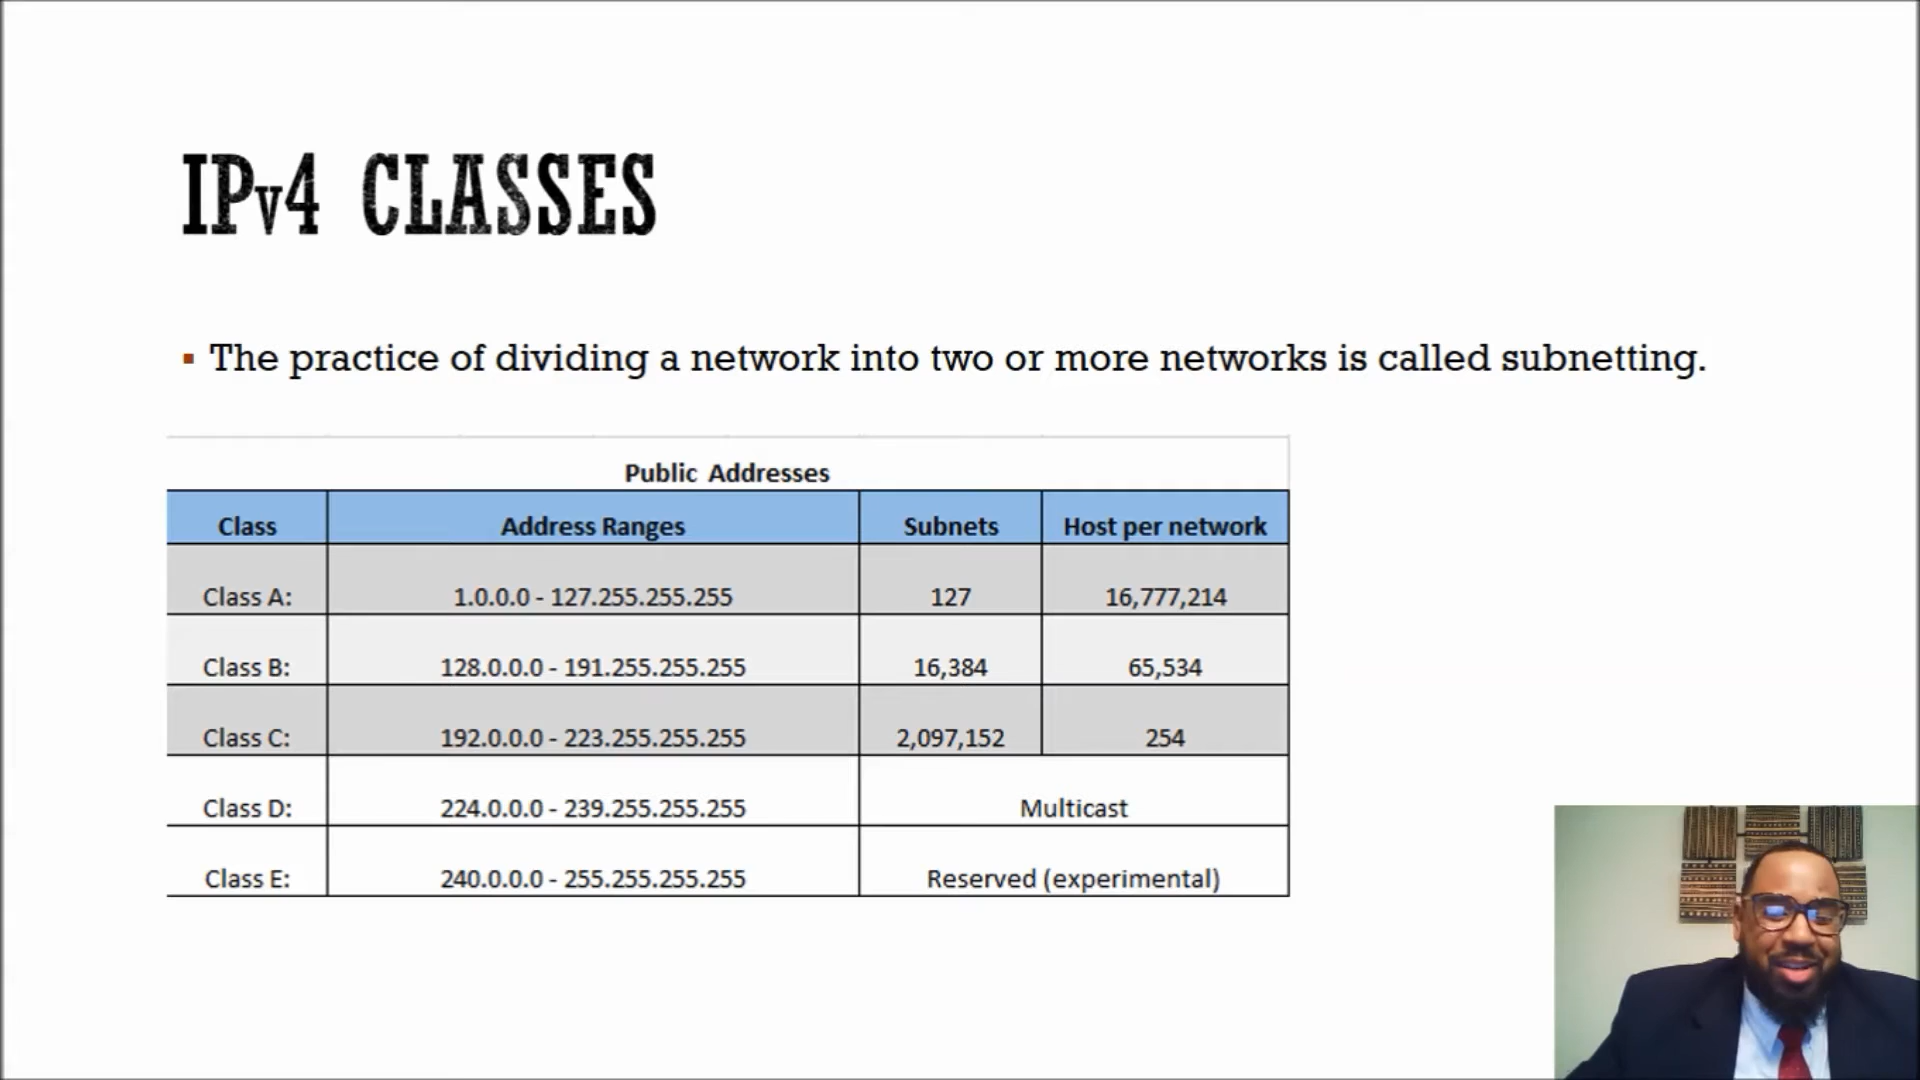 IPv4 CLASSES
▪ The practice of dividing a network into two or more networks is called subnetting.
Public Addresses
Class Address Ranges Subnets Host per network
Class A: 1.0.0.0 - 127.255.255.255 127 16,777,214
Class B: 128.0.0.0 - 191.255.255.255 16,384 65,534
Class C: 192.0.0.0 - 223.255.255.255 2,097,152 254
Class D: 224.0.0.0 - 239.255.255.255 Multicast
Class E: 240.0.0.0 - 255.255.255.255 Reserved (experimental)